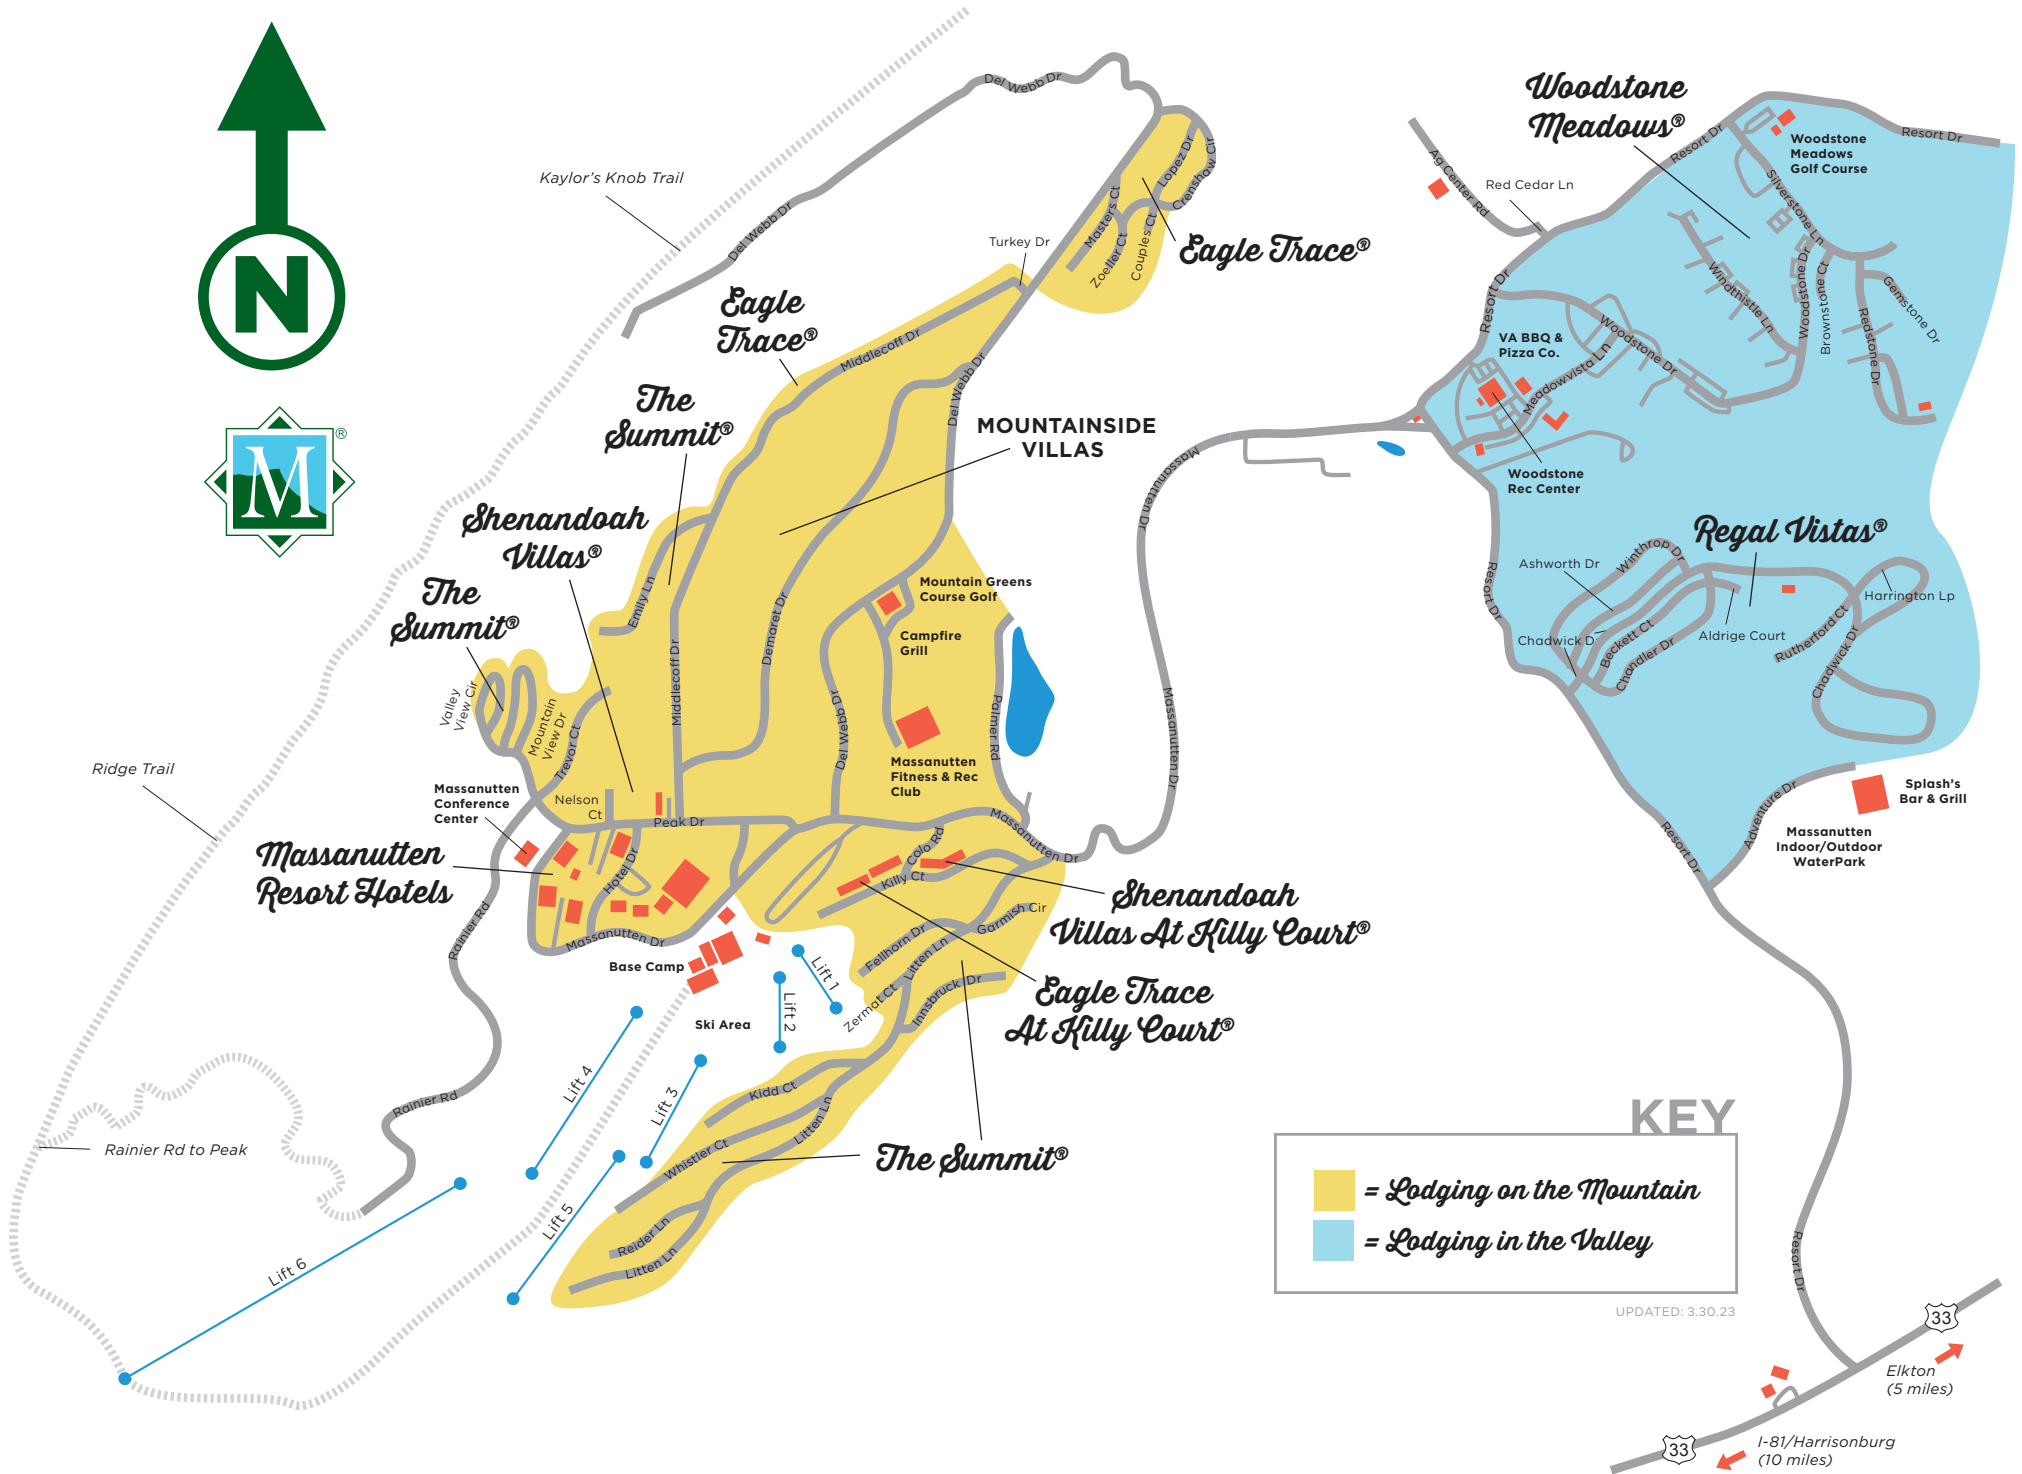 N
M
®
Kaylor's Knob Trail
Del Webb Dr
Del Webb Dr
Turkey Dr
Lopez Dr
Crenshaw Cir
Masters Ct
Zoeller Ct
Couples Ct
Eagle Trace®
Eagle
Trace®
Middlecoff Dr
The
Summit®
Del Webb Dr
MOUNTAINSIDE
VILLAS
Shenandoah
Villas®
The
Summit®
Emily Ln
Middlecoff Dr
Demaret Dr
Del Webb Dr
Mountain Greens
Course Golf
Campfire
Grill
Palmer Rd
Massanutten
Fitness & Rec
Club
Valley
View Cir
Mountain
View Dr
Trevor Ct
Nelson
Ct
Peak Dr
Massanutten
Conference
Center
Massanutten
Resort Hotels
Hotel Dr
Massanutten Dr
Rainier Rd
Base Camp
Ski Area
Massanutten Dr
Massanutten Dr
Massanutten Dr
Colo Rd
Killy Ct
Shenandoah
Villas At Killy Court®
Eagle Trace
At Killy Court®
Garmish Cir
Fellhorn Dr
Litten Ln
Zermat Ct
Innsbruck Dr
Lift 1
Lift 2
Lift 3
Lift 4
Lift 5
Lift 6
Kidd Ct
Litten Ln
Whistler Ct
Reider Ln
Litten Ln
The Summit®
Ridge Trail
Rainier Rd
Rainier Rd to Peak
Woodstone
Meadows®
Ag Center Rd
Red Cedar Ln
Resort Dr
Resort Dr
Resort Dr
Woodstone
Meadows
Golf Course
Silverstone Ln
Windthistle Ln
Woodstone Dr
Brownstone Ct
Redstone Dr
Gemstone Dr
VA BBQ &
Pizza Co.
Woodstone Dr
Meadowvista Ln
Woodstone
Rec Center
Regal Vistas®
Resort Dr
Ashworth Dr
Winthrop Dr
Chadwick Dr
Beckett Ct
Chandler Dr
Aldrige Court
Harrington Lp
Rutherford Ct
Chadwick Dr
Adventure Dr
Resort Dr
Splash's
Bar & Grill
Massanutten
Indoor/Outdoor
WaterPark
KEY
= Lodging on the Mountain
= Lodging in the Valley
UPDATED: 3.30.23
Resort Dr
33
Elkton
(5 miles)
33
I-81/Harrisonburg
(10 miles)